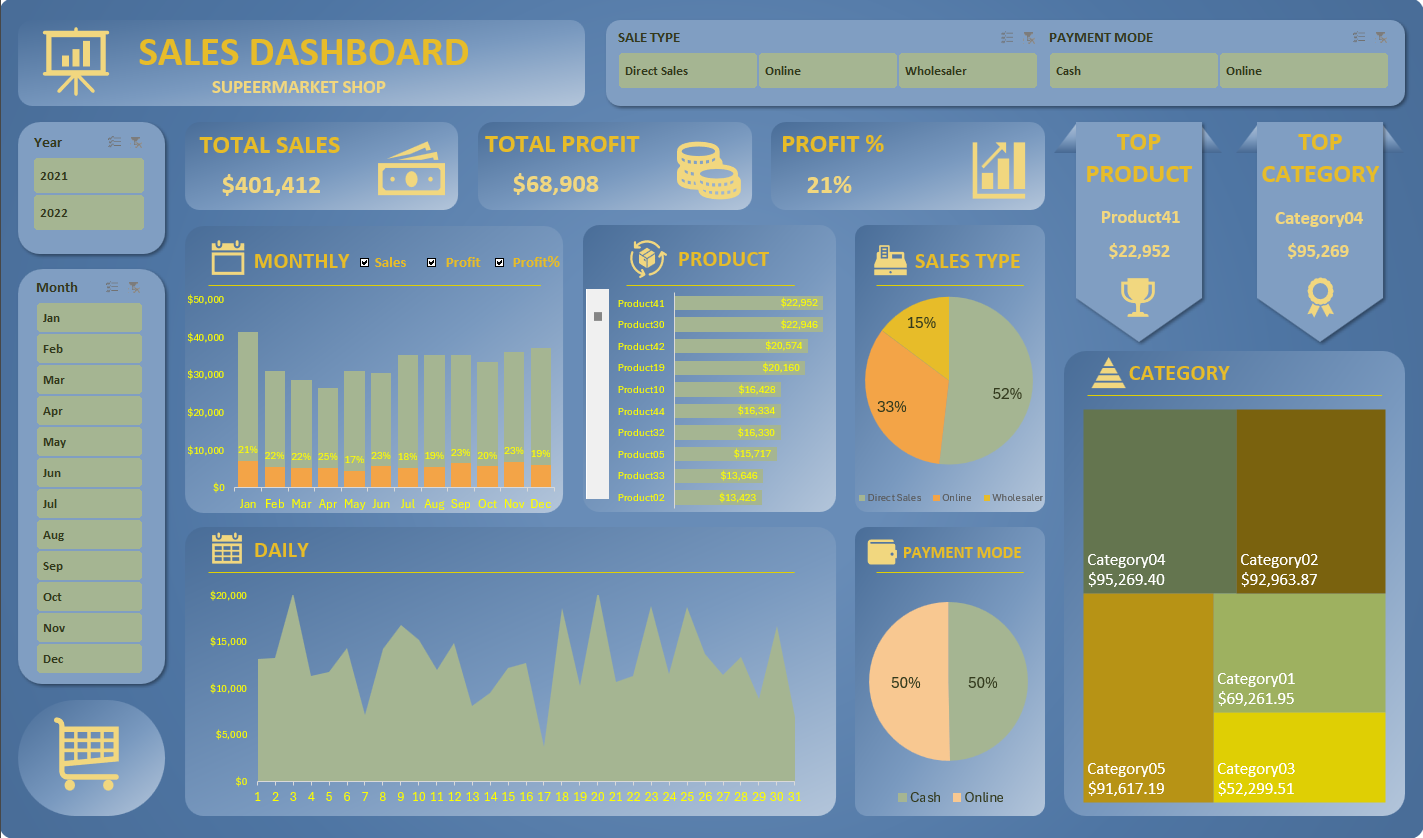 SALES DASHBOARD
SUPEERMARKET SHOP
SALE TYPE
Direct Sales
Online
Wholesaler
PAYMENT MODE
Cash
Online
Year
2021
2022
Month
Jan
Feb
Mar
Apr
May
Jun
Jul
Aug
Sep
Oct
Nov
Dec
TOTAL SALES
$401,412
TOTAL PROFIT
$68,908
PROFIT %
21%
TOP
PRODUCT
Product41
$22,952
TOP
CATEGORY
Category04
$95,269
MONTHLY
Sales
Profit
Profit%
$50,000
$40,000
$30,000
$20,000
$10,000
$0
21% 22% 22% 25% 17% 23% 18% 19% 23% 20% 23% 19%
Jan Feb Mar Apr May Jun Jul Aug Sep Oct Nov Dec
PRODUCT
Product41 $22,952
Product30 $22,946
Product42 $20,574
Product19 $20,160
Product10 $16,428
Product44 $16,334
Product32 $16,330
Product05 $15,717
Product33 $13,646
Product02 $13,423
SALES TYPE
15%
52%
33%
Direct Sales Online Wholesaler
CATEGORY
Category04
$95,269.40
Category02
$92,963.87
Category05
$91,617.19
Category01
$69,261.95
Category03
$52,299.51
DAILY
$20,000
$15,000
$10,000
$5,000
$0
1 2 3 4 5 6 7 8 9 10 11 12 13 14 15 16 17 18 19 20 21 22 23 24 25 26 27 28 29 30 31
PAYMENT MODE
50% 50%
Cash Online